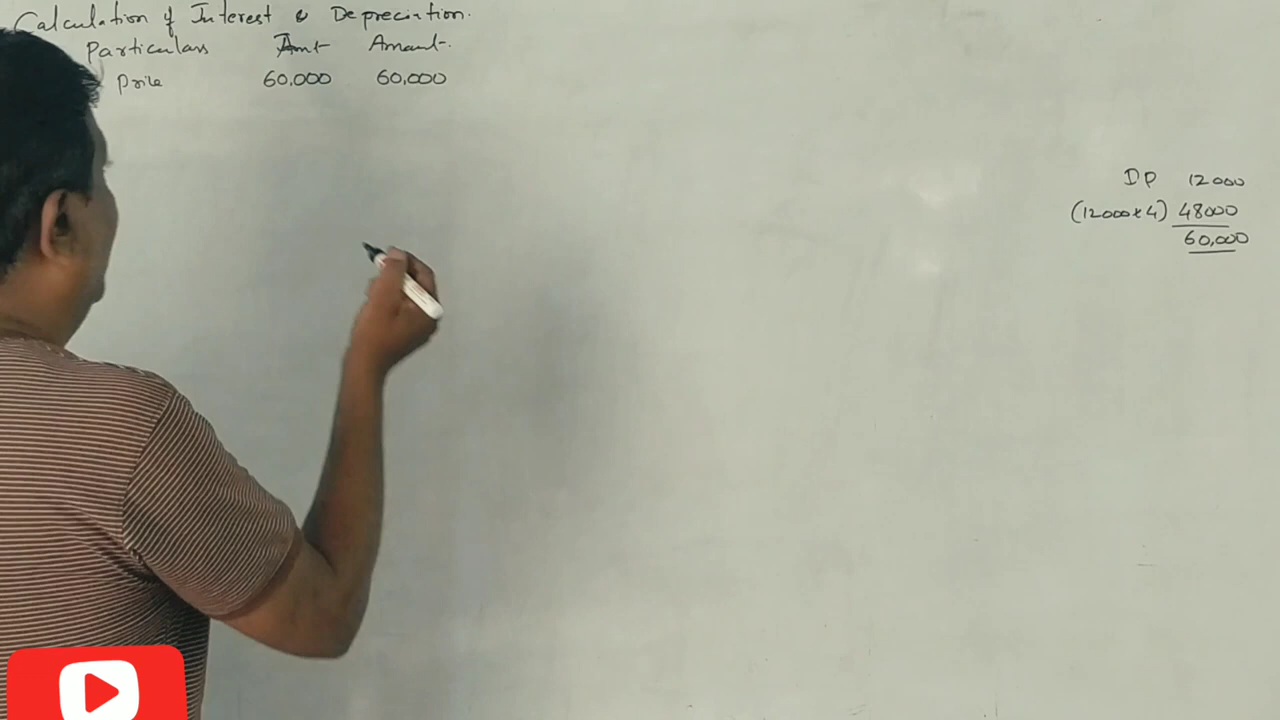 Calculation of Interest & Depreciation.
Particulars Amt Amount.
Price 60,000 60,000
DP 12000
(12000x4) 48000
60,000